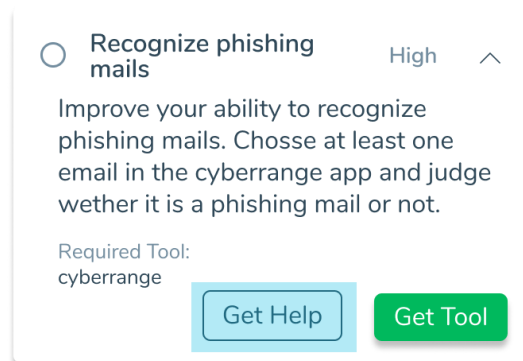 Recognize phishing
mails
High
Improve your ability to recognize
phishing mails. Chosse at least one
email in the cyberrange app and judge
wether it is a phishing mail or not.
Required Tool:
cyberrange
Get Help
Get Tool